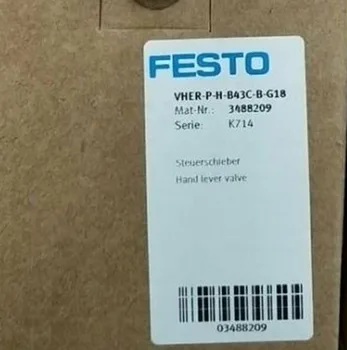 FESTO
VHER-P-H-B43C-B-G18
Mat-Nr.: 3488209
Serie: K714
Steuerschieber
Hand lever valve
03488209